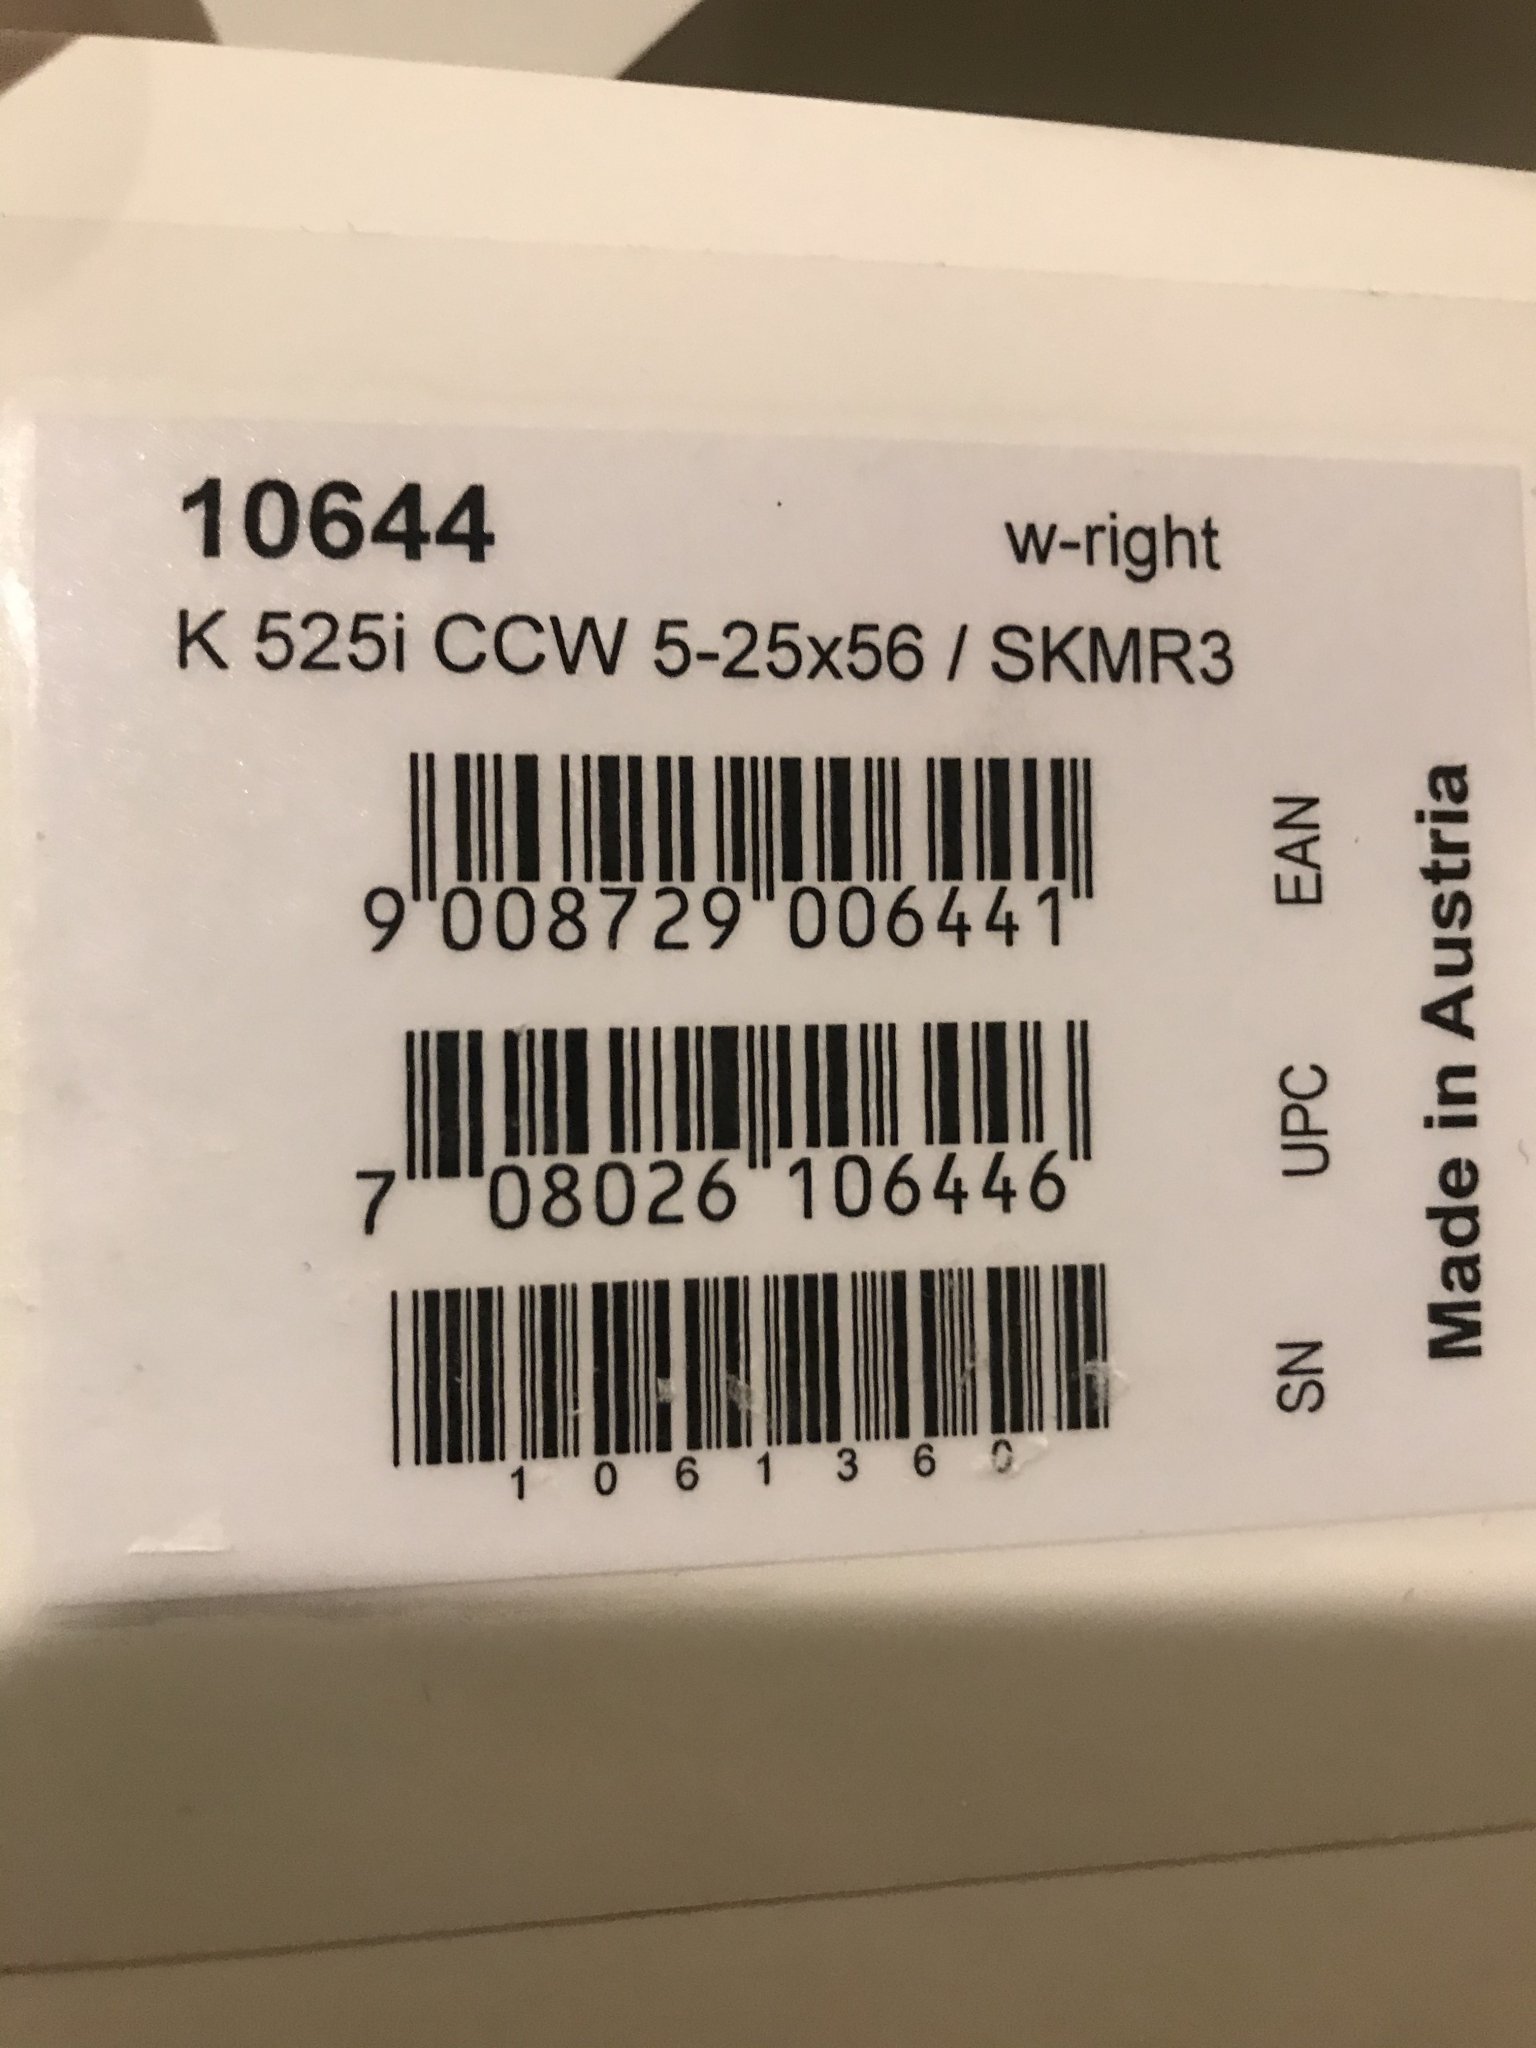 10644 w-right
K 525i CCW 5-25x56 / SKMR3
9 008729 006441 EAN
7 08026 106446 UPC
1061360 SN
Made in Austria